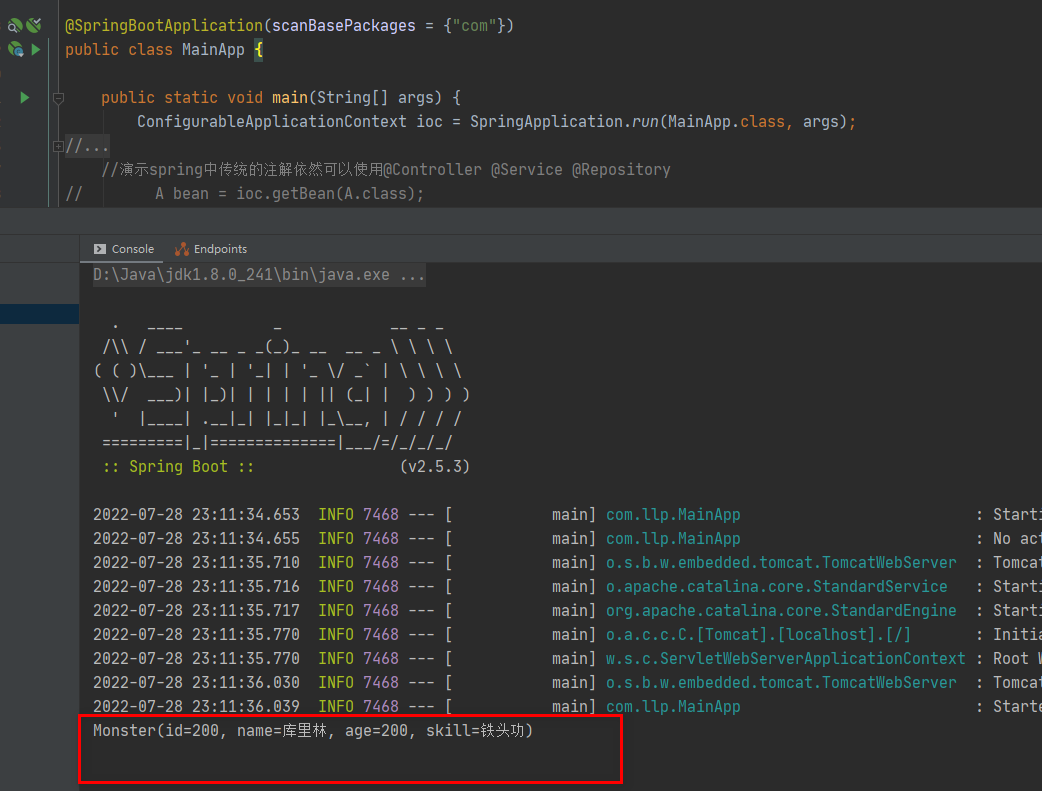 @SpringBootApplication(scanBasePackages = {"com"})
public class MainApp {
public static void main(String[] args) {
ConfigurableApplicationContext ioc = SpringApplication.run(MainApp.class, args);
//...
//演示spring中传统的注解依然可以使用@Controller @Service @Repository
// A bean = ioc.getBean(A.class);
Console Endpoints
D:\Java\jdk1.8.0_241\bin\java.exe ...
  .   ____          _            __ _ _
 /\\ / ___'_ __ _ _(_)_ __  __ _ \ \ \ \
( ( )\___ | '_ | '_| | '_ \/ _` | \ \ \ \
 \\/  ___)| |_)| | | | | || (_| |  ) ) ) )
  '  |____| .__|_| |_|_| |_\__, | / / / /
 =========|_|==============|___/=/_/_/_/
:: Spring Boot :: (v2.5.3)
2022-07-28 23:11:34.653 INFO 7468 --- [ main] com.llp.MainApp : Starti
2022-07-28 23:11:34.655 INFO 7468 --- [ main] com.llp.MainApp : No act
2022-07-28 23:11:35.710 INFO 7468 --- [ main] o.s.b.w.embedded.tomcat.TomcatWebServer : Tomcat
2022-07-28 23:11:35.716 INFO 7468 --- [ main] o.apache.catalina.core.StandardService : Starti
2022-07-28 23:11:35.717 INFO 7468 --- [ main] org.apache.catalina.core.StandardEngine : Starti
2022-07-28 23:11:35.770 INFO 7468 --- [ main] o.a.c.c.C.[Tomcat].[localhost].[/] : Initia
2022-07-28 23:11:35.770 INFO 7468 --- [ main] w.s.c.ServletWebServerApplicationContext : Root W
2022-07-28 23:11:36.030 INFO 7468 --- [ main] o.s.b.w.embedded.tomcat.TomcatWebServer : Tomcat
2022-07-28 23:11:36.039 INFO 7468 --- [ main] com.llp.MainApp : Starte
Monster(id=200, name=库里林, age=200, skill=铁头功)